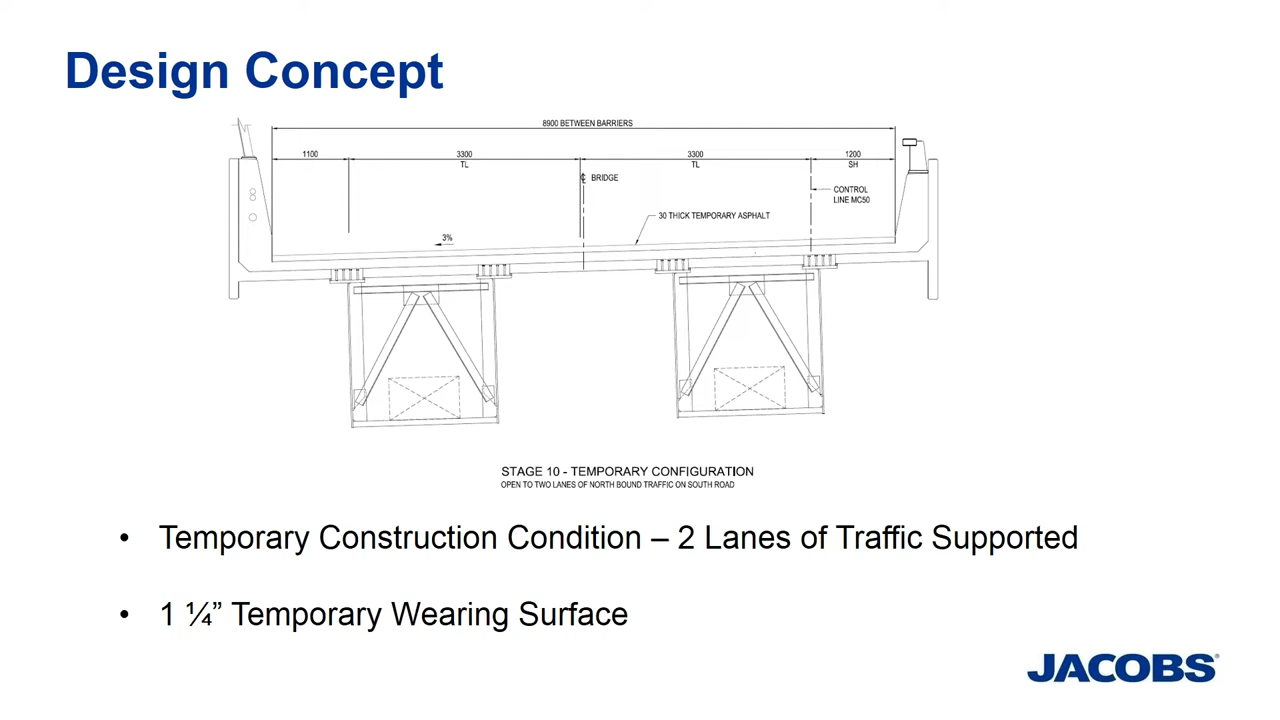 Design Concept
8900 BETWEEN BARRIERS
1100 3300 3300 1200
TL TL SH
℄ BRIDGE
CONTROL
LINE MC50
30 THICK TEMPORARY ASPHALT
3%
STAGE 10 - TEMPORARY CONFIGURATION
OPEN TO TWO LANES OF NORTH BOUND TRAFFIC ON SOUTH ROAD
• Temporary Construction Condition – 2 Lanes of Traffic Supported
• 1 ¼” Temporary Wearing Surface
JACOBS®